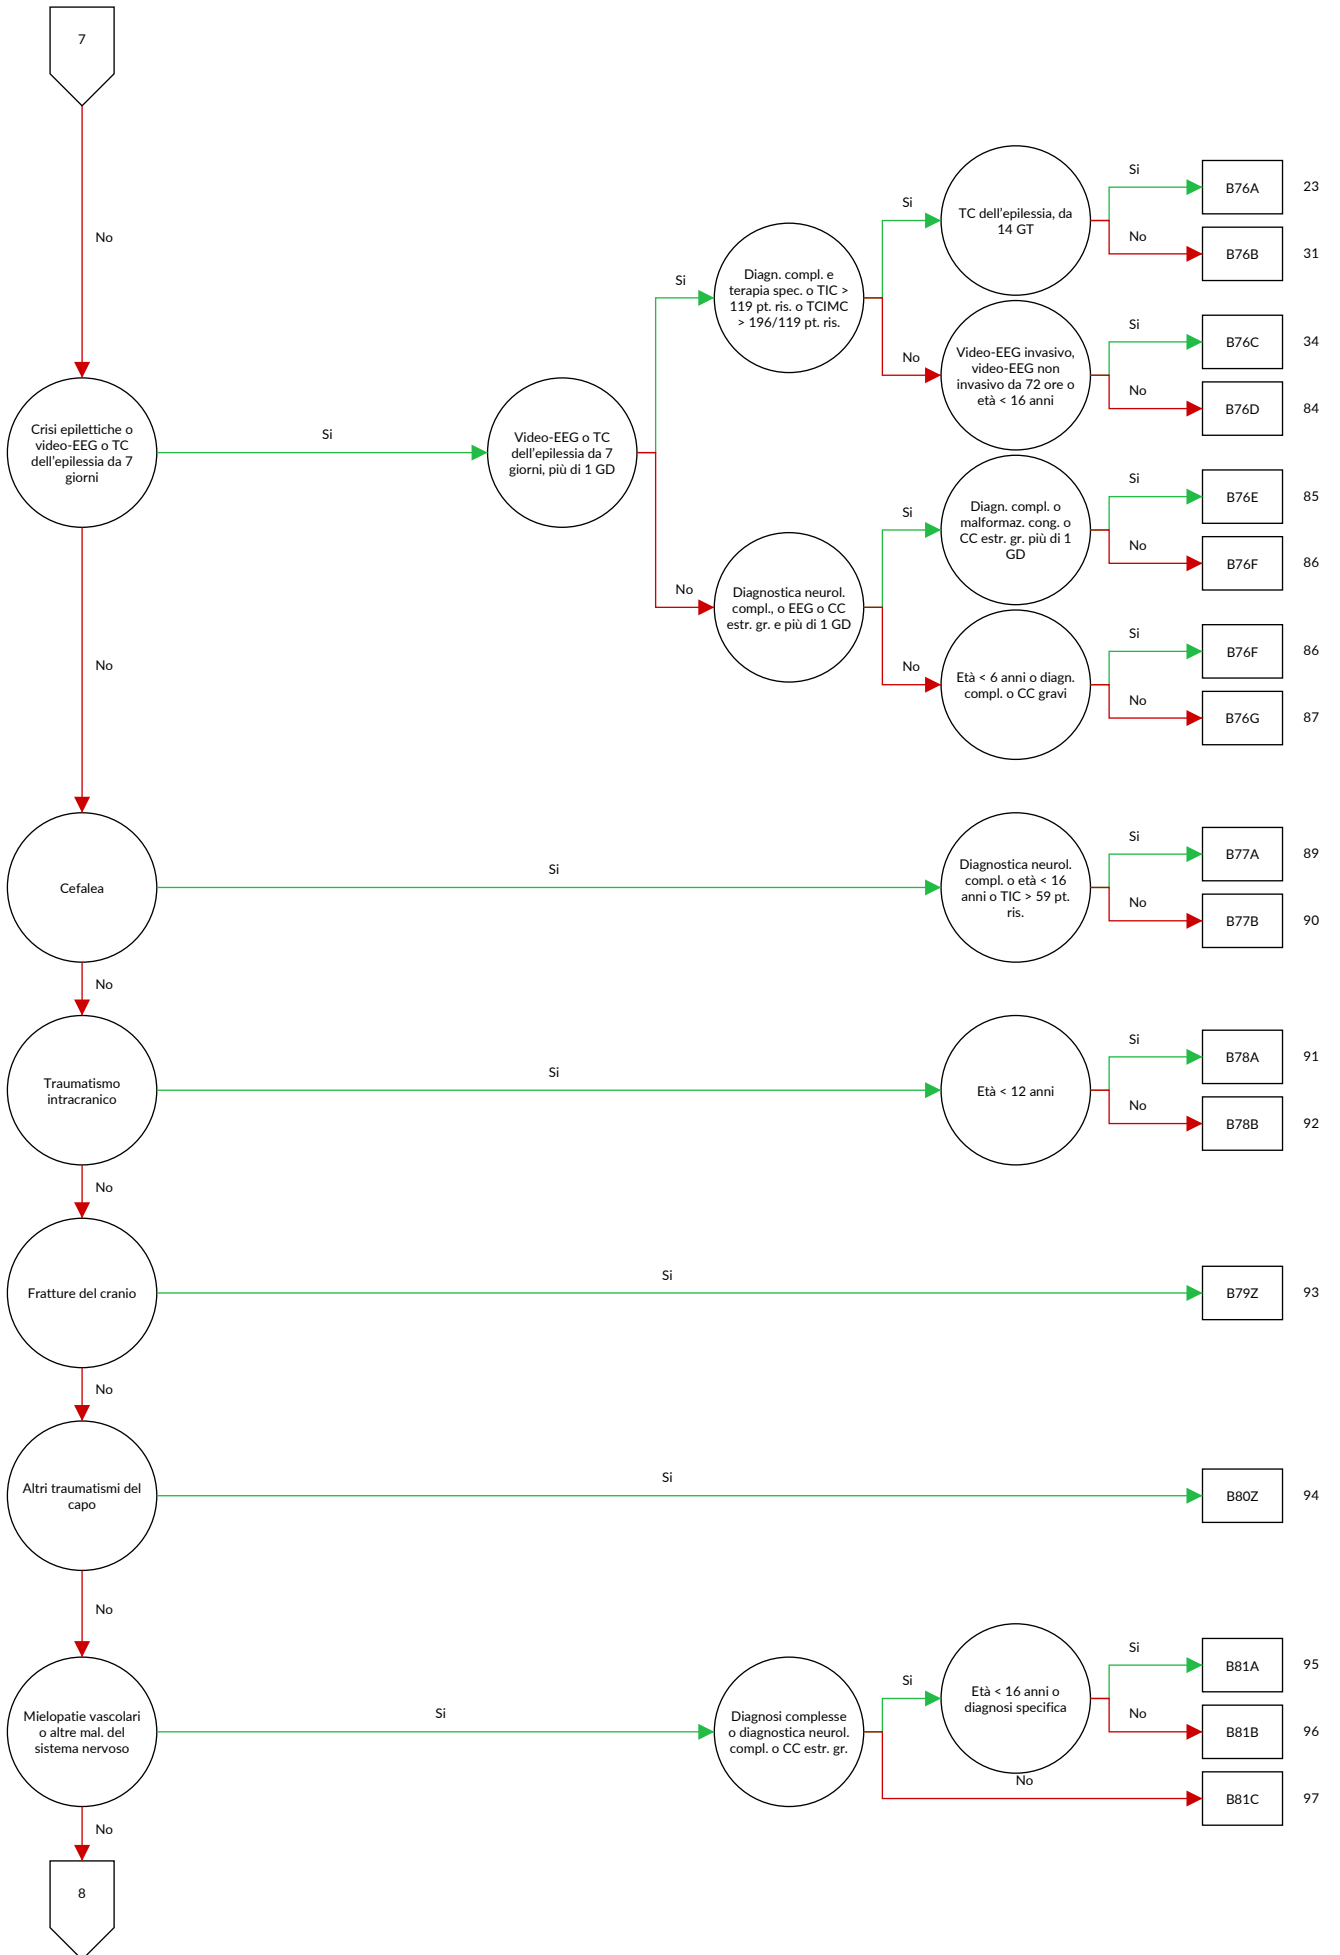 7
No
Si
TC dell'epilessia, da
14 GT
Si
B76A
23
No
B76B
31
Si
Diagn. compl. e
terapia spec. o TIC >
119 pt. ris. o TCIMC
> 196/119 pt. ris.
No
Video-EEG invasivo,
video-EEG non
invasivo da 72 ore o
età < 16 anni
Si
B76C
34
No
B76D
84
Crisi epilettiche o
video-EEG o TC
dell'epilessia da 7
giorni
Si
Video-EEG o TC
dell'epilessia da 7
giorni, più di 1 GD
Si
Diagn. compl. o
malformaz. cong. o
CC estr. gr. più di 1
GD
Si
B76E
85
No
B76F
86
No
Diagnostica neurol.
compl., o EEG o CC
estr. gr. e più di 1 GD
No
Età < 6 anni o diagn.
compl. o CC gravi
Si
B76F
86
No
B76G
87
No
Cefalea
Si
Diagnostica neurol.
compl. o età < 16
anni o TIC > 59 pt.
ris.
Si
B77A
89
No
B77B
90
No
Traumatismo
intracranico
Si
Età < 12 anni
Si
B78A
91
No
B78B
92
No
Fratture del cranio
Si
B79Z
93
No
Altri traumatismi del
capo
Si
B80Z
94
No
Mielopatie vascolari
o altre mal. del
sistema nervoso
Si
Diagnosi complesse
o diagnostica neurol.
compl. o CC estr. gr.
Si
Età < 16 anni o
diagnosi specifica
Si
B81A
95
No
B81B
96
No
B81C
97
No
8